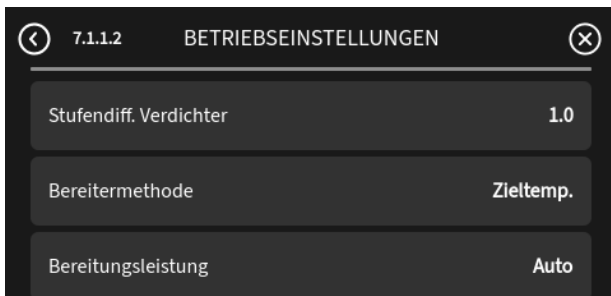 7.1.1.2 BETRIEBSEINSTELLUNGEN
Stufendiff. Verdichter 1.0
Bereitermethode Zieltemp.
Bereitungsleistung Auto